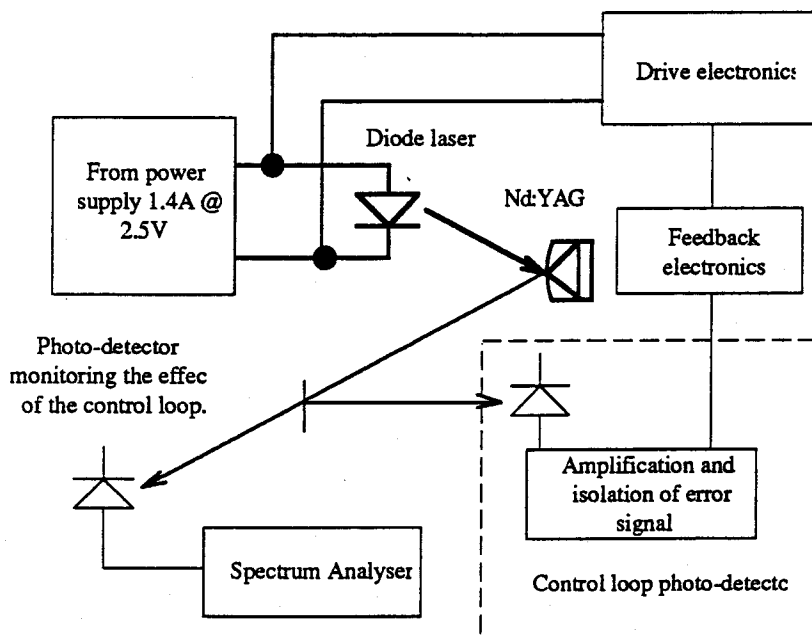 Drive electronics
Diode laser
From power
supply 1.4A @
2.5V
Nd:YAG
Feedback
electronics
Photo-detector
monitoring the effec
of the control loop.
Amplification and
isolation of error
signal
Spectrum Analyser
Control loop photo-detectc